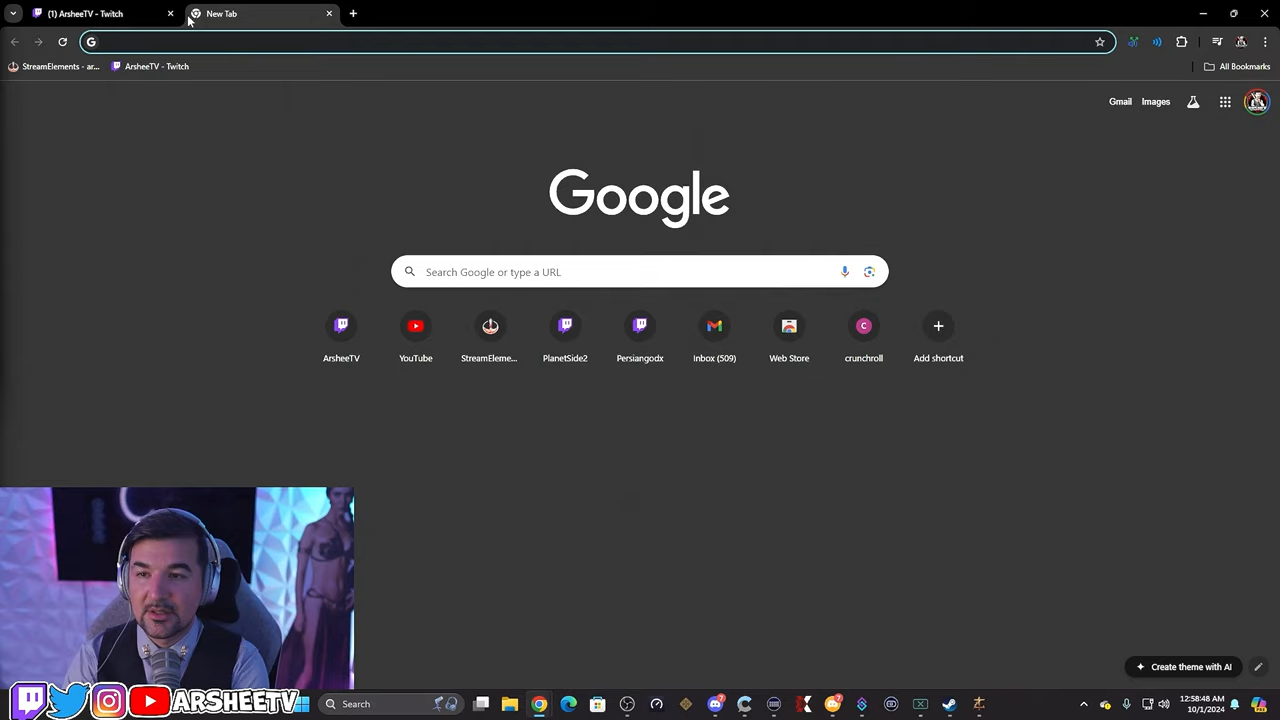 (1) ArsheeTV - Twitch
New Tab
StreamElements - ar...
ArsheeTV - Twitch
All Bookmarks
Gmail
Images
Google
Search Google or type a URL
ArsheeTV
YouTube
StreamEleme...
PlanetSide2
Persiangodx
Inbox (509)
Web Store
C
crunchroll
Add shortcut
Create theme with AI
ARSHEETV
Search
12:58:48 AM
10/1/2024